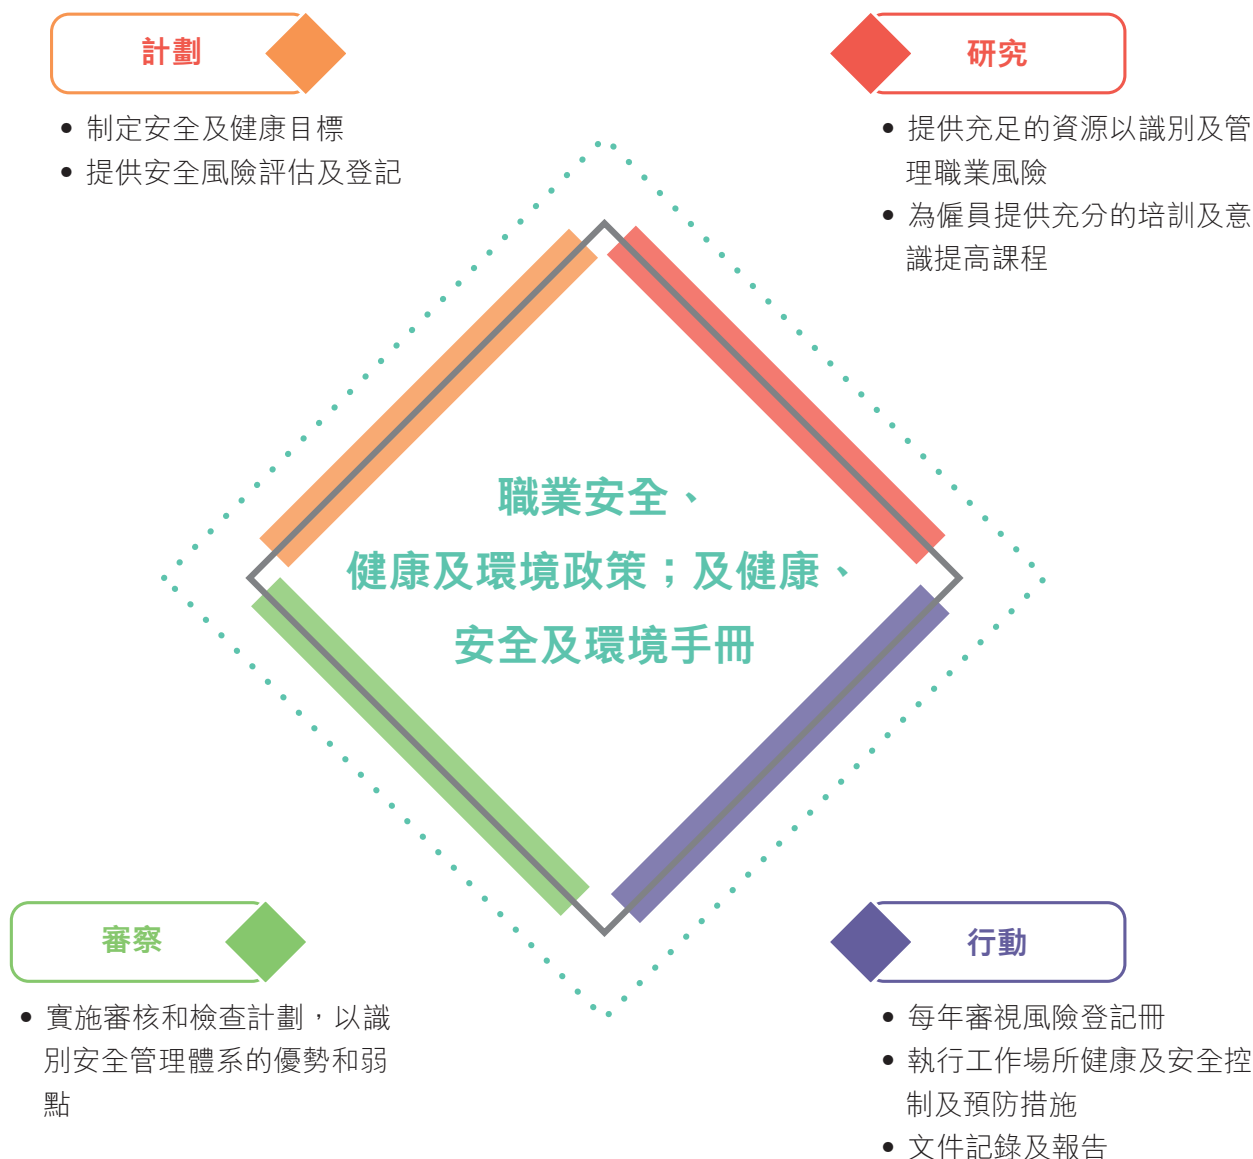 計劃
• 制定安全及健康目標
• 提供安全風險評估及登記
研究
• 提供充足的資源以識別及管
理職業風險
• 為僱員提供充分的培訓及意
識提高課程
職業安全、
健康及環境政策；及健康、
安全及環境手冊
審察
• 實施審核和檢查計劃，以識
別安全管理體系的優勢和弱
點
行動
• 每年審視風險登記冊
• 執行工作場所健康及安全控
制及預防措施
• 文件記錄及報告